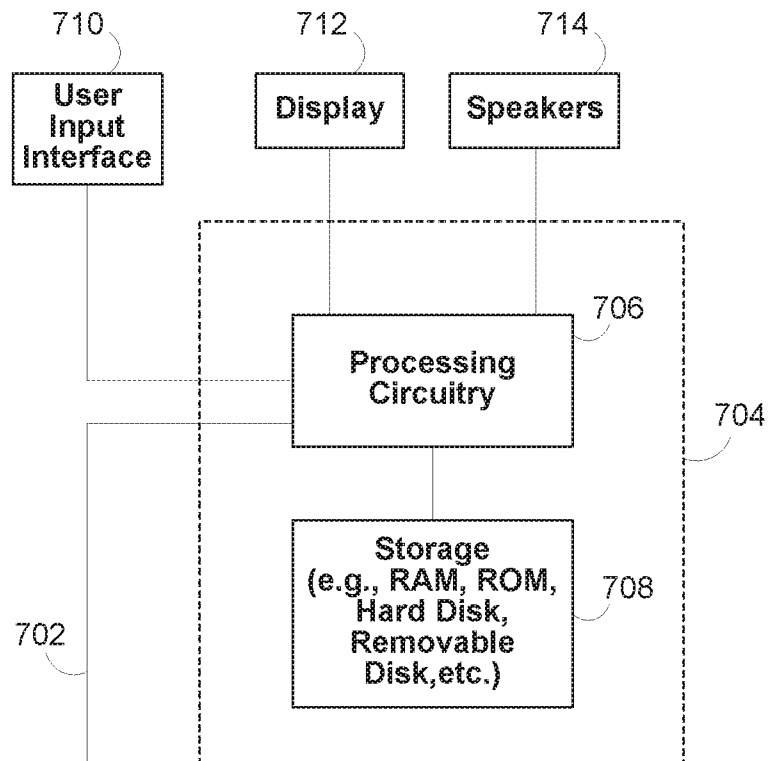 710
712
714
User
Input
Interface
Display
Speakers
706
Processing
Circuitry
704
Storage
(e.g., RAM, ROM,
Hard Disk,
Removable
Disk,etc.)
708
702